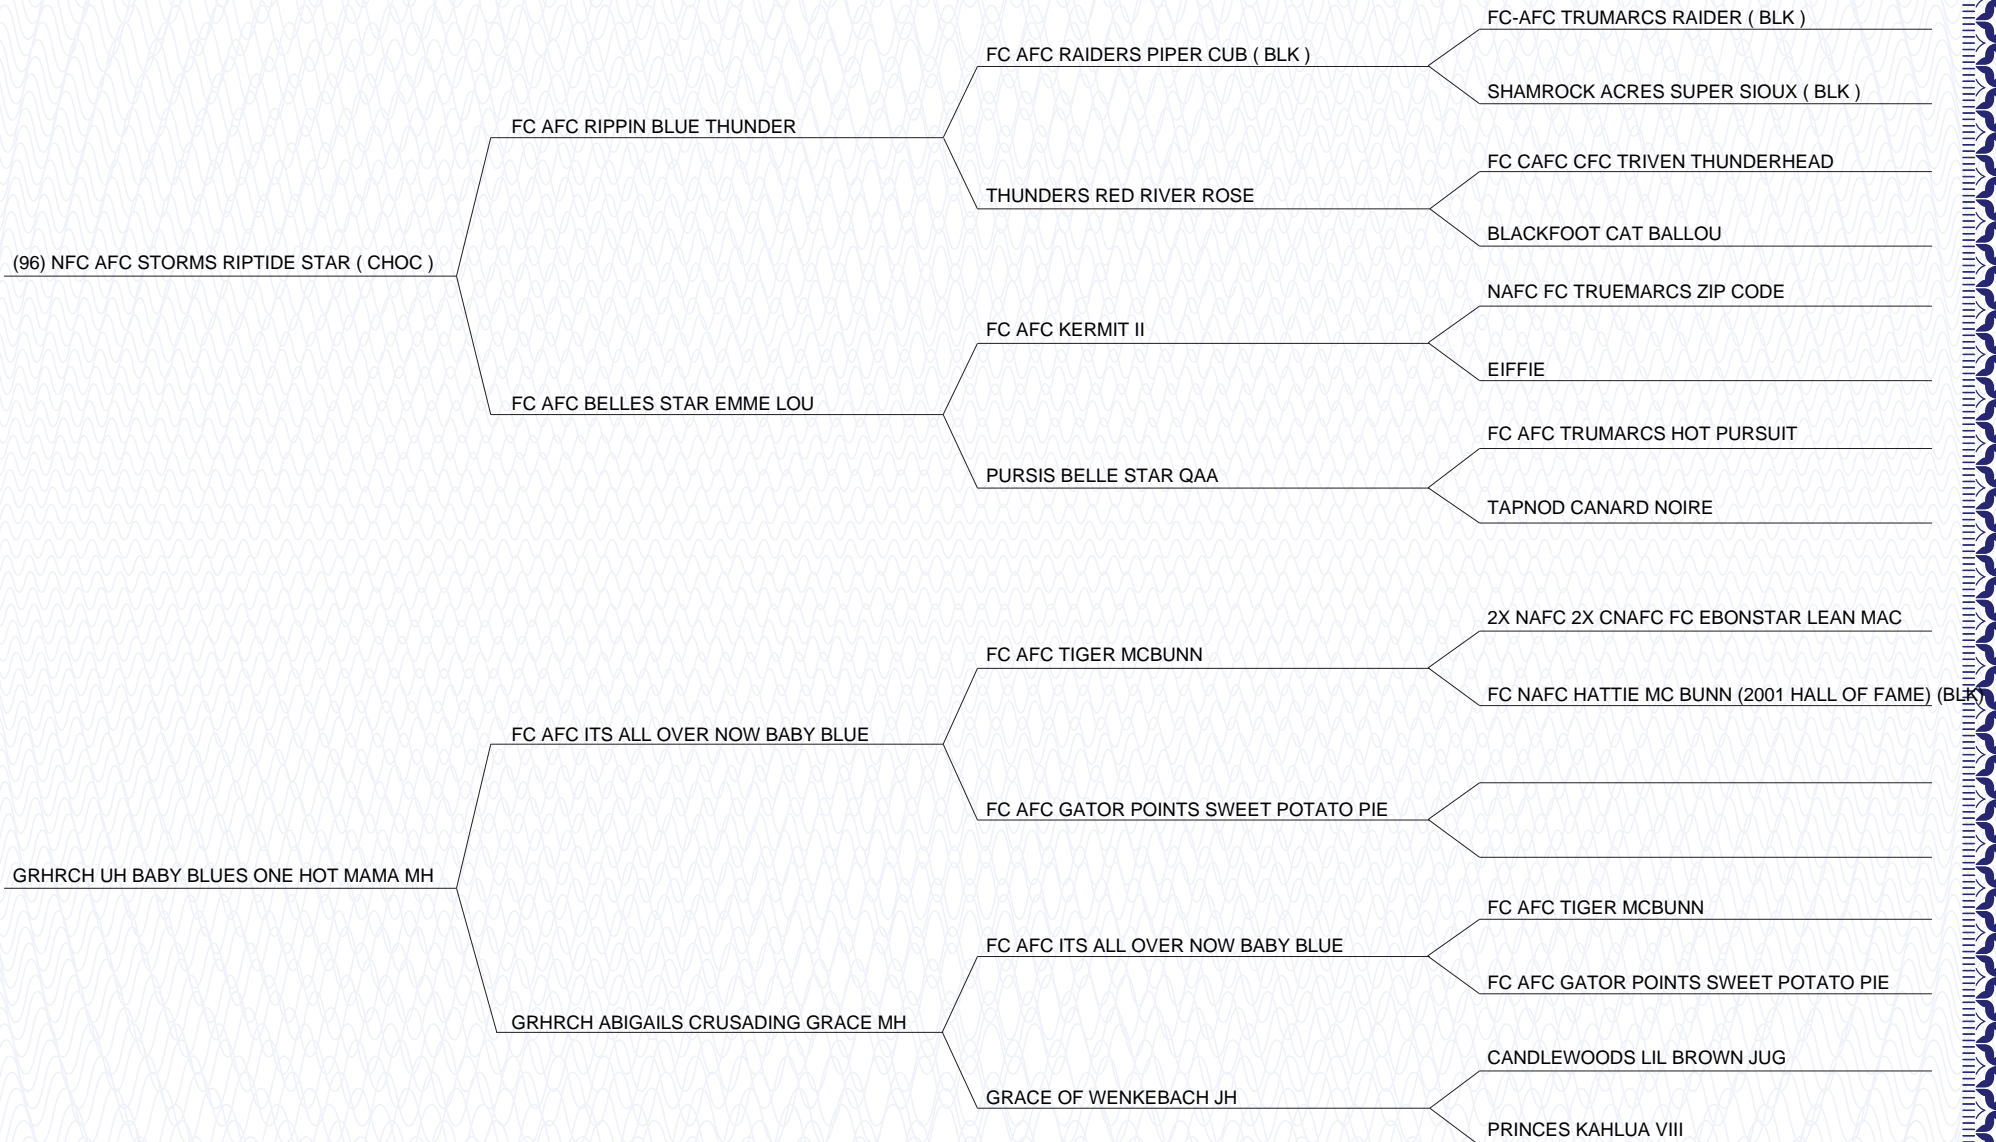 FC-AFC TRUMARCS RAIDER ( BLK )
FC AFC RAIDERS PIPER CUB ( BLK )
SHAMROCK ACRES SUPER SIOUX ( BLK )
FC AFC RIPPIN BLUE THUNDER
FC CAFC CFC TRIVEN THUNDERHEAD
THUNDERS RED RIVER ROSE
BLACKFOOT CAT BALLOU
(96) NFC AFC STORMS RIPTIDE STAR ( CHOC )
NAFC FC TRUEMARCS ZIP CODE
FC AFC KERMIT II
EIFFIE
FC AFC BELLES STAR EMME LOU
FC AFC TRUMARCS HOT PURSUIT
PURSIS BELLE STAR QAA
TAPNOD CANARD NOIRE
2X NAFC 2X CNAFC FC EBONSTAR LEAN MAC
FC AFC TIGER MCBUNN
FC NAFC HATTIE MC BUNN (2001 HALL OF FAME) (BLK)
FC AFC ITS ALL OVER NOW BABY BLUE
FC AFC GATOR POINTS SWEET POTATO PIE
GRHRCH UH BABY BLUES ONE HOT MAMA MH
FC AFC TIGER MCBUNN
FC AFC ITS ALL OVER NOW BABY BLUE
FC AFC GATOR POINTS SWEET POTATO PIE
GRHRCH ABIGAILS CRUSADING GRACE MH
CANDLEWOODS LIL BROWN JUG
GRACE OF WENKEBACH JH
PRINCES KAHLUA VIII